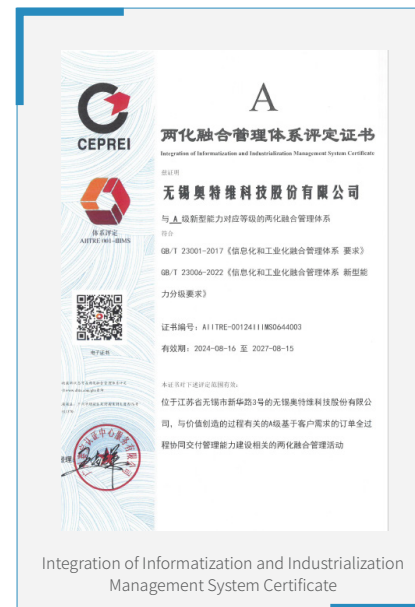 CEPREI
A
两化融合管理体系评定证书
Integration of Informatization and Industrialization Management System Certificate
兹证明
无锡奥特维科技股份有限公司
与 A 级新型能力对应等级的两化融合管理体系
符合
GB/T 23001-2017《信息化和工业化融合管理体系 要求》
GB/T 23006-2022《信息化和工业化融合管理体系 新型能
力分级要求》
体系评定
AIITRE 001-IIIMS
电子证书
证书编号：AIITRE-00124IIIMS0644003
有效期：2024-08-16 至 2027-08-15
本证书对下述评定范围有效：
位于江苏省无锡市新华路3号的无锡奥特维科技股份有限公
司，与价值创造的过程有关的A级基于客户需求的订单全过
程协同交付管理能力建设相关的两化融合管理活动
Integration of Informatization and Industrialization
Management System Certificate